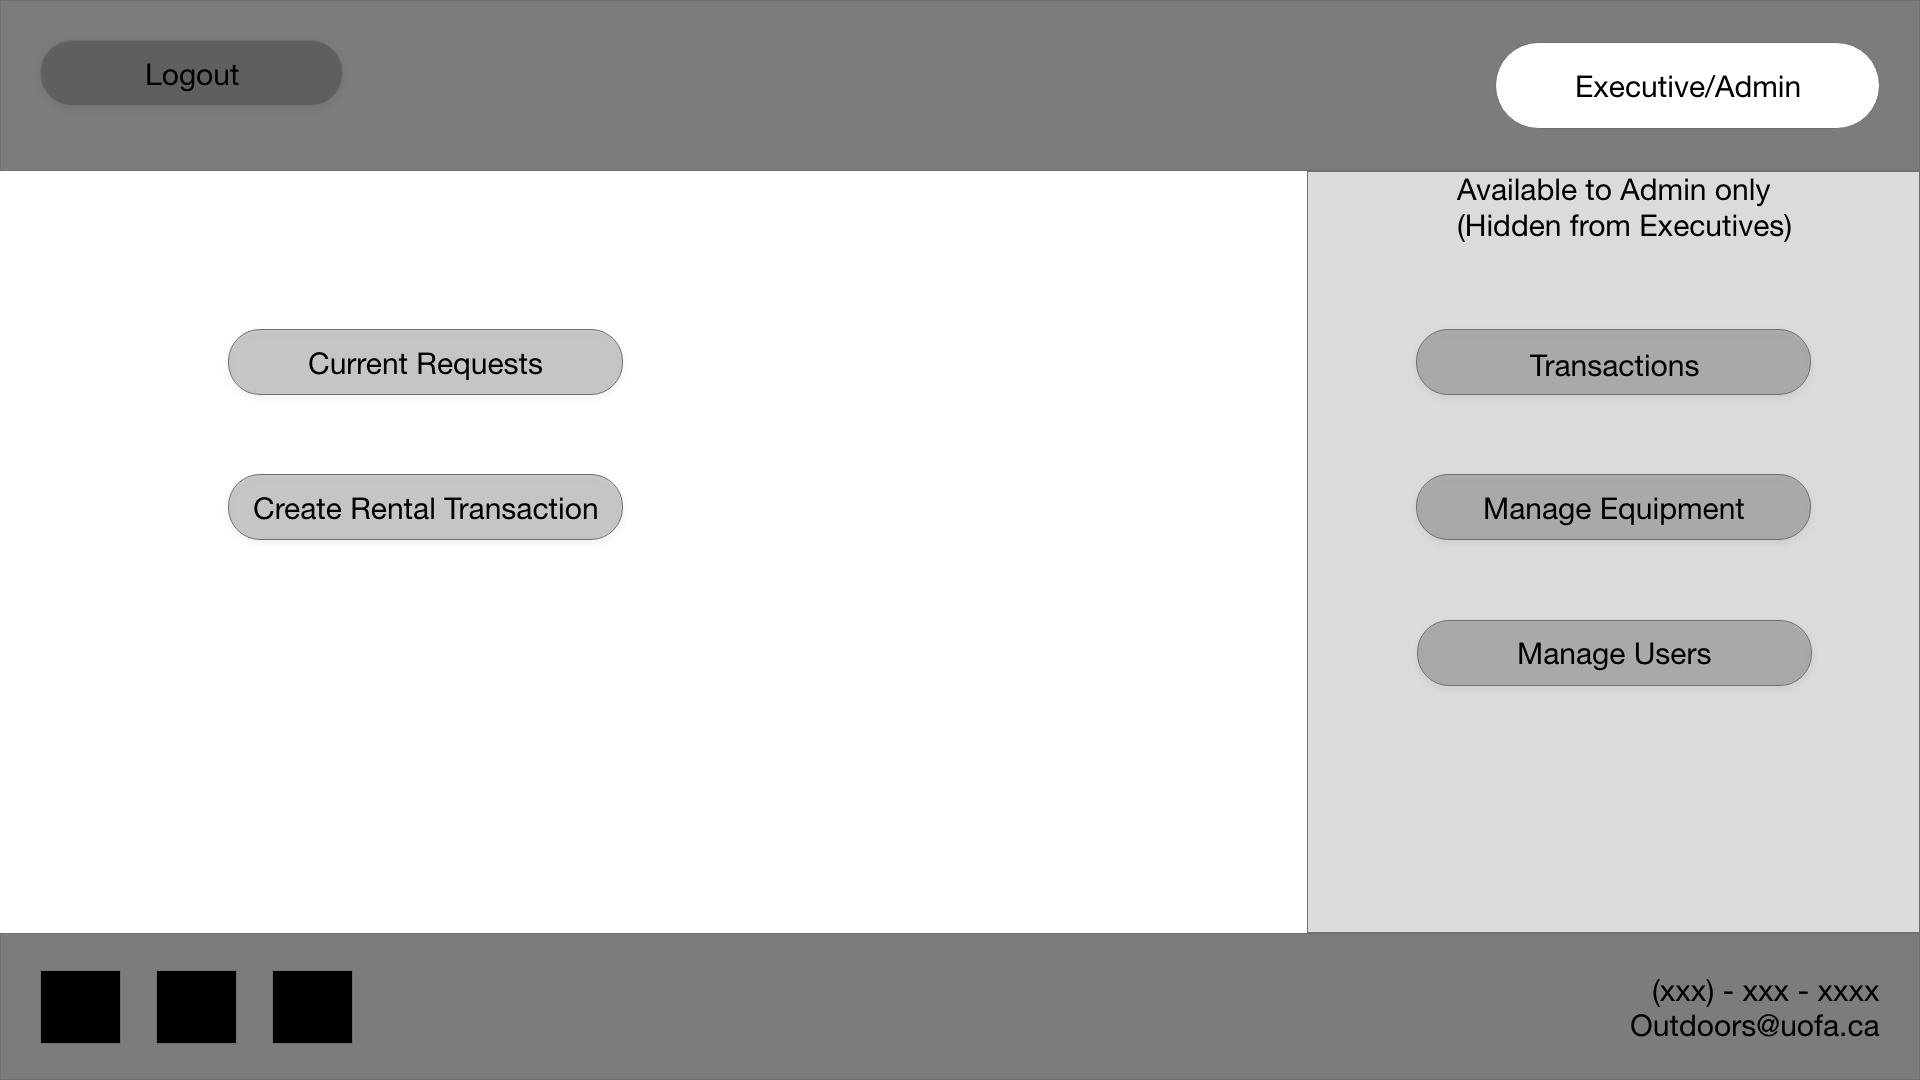 Logout
Executive/Admin
Available to Admin only
(Hidden from Executives)
Current Requests
Transactions
Create Rental Transaction
Manage Equipment
Manage Users
(xxx) - xxx - xxxx
Outdoors@uofa.ca